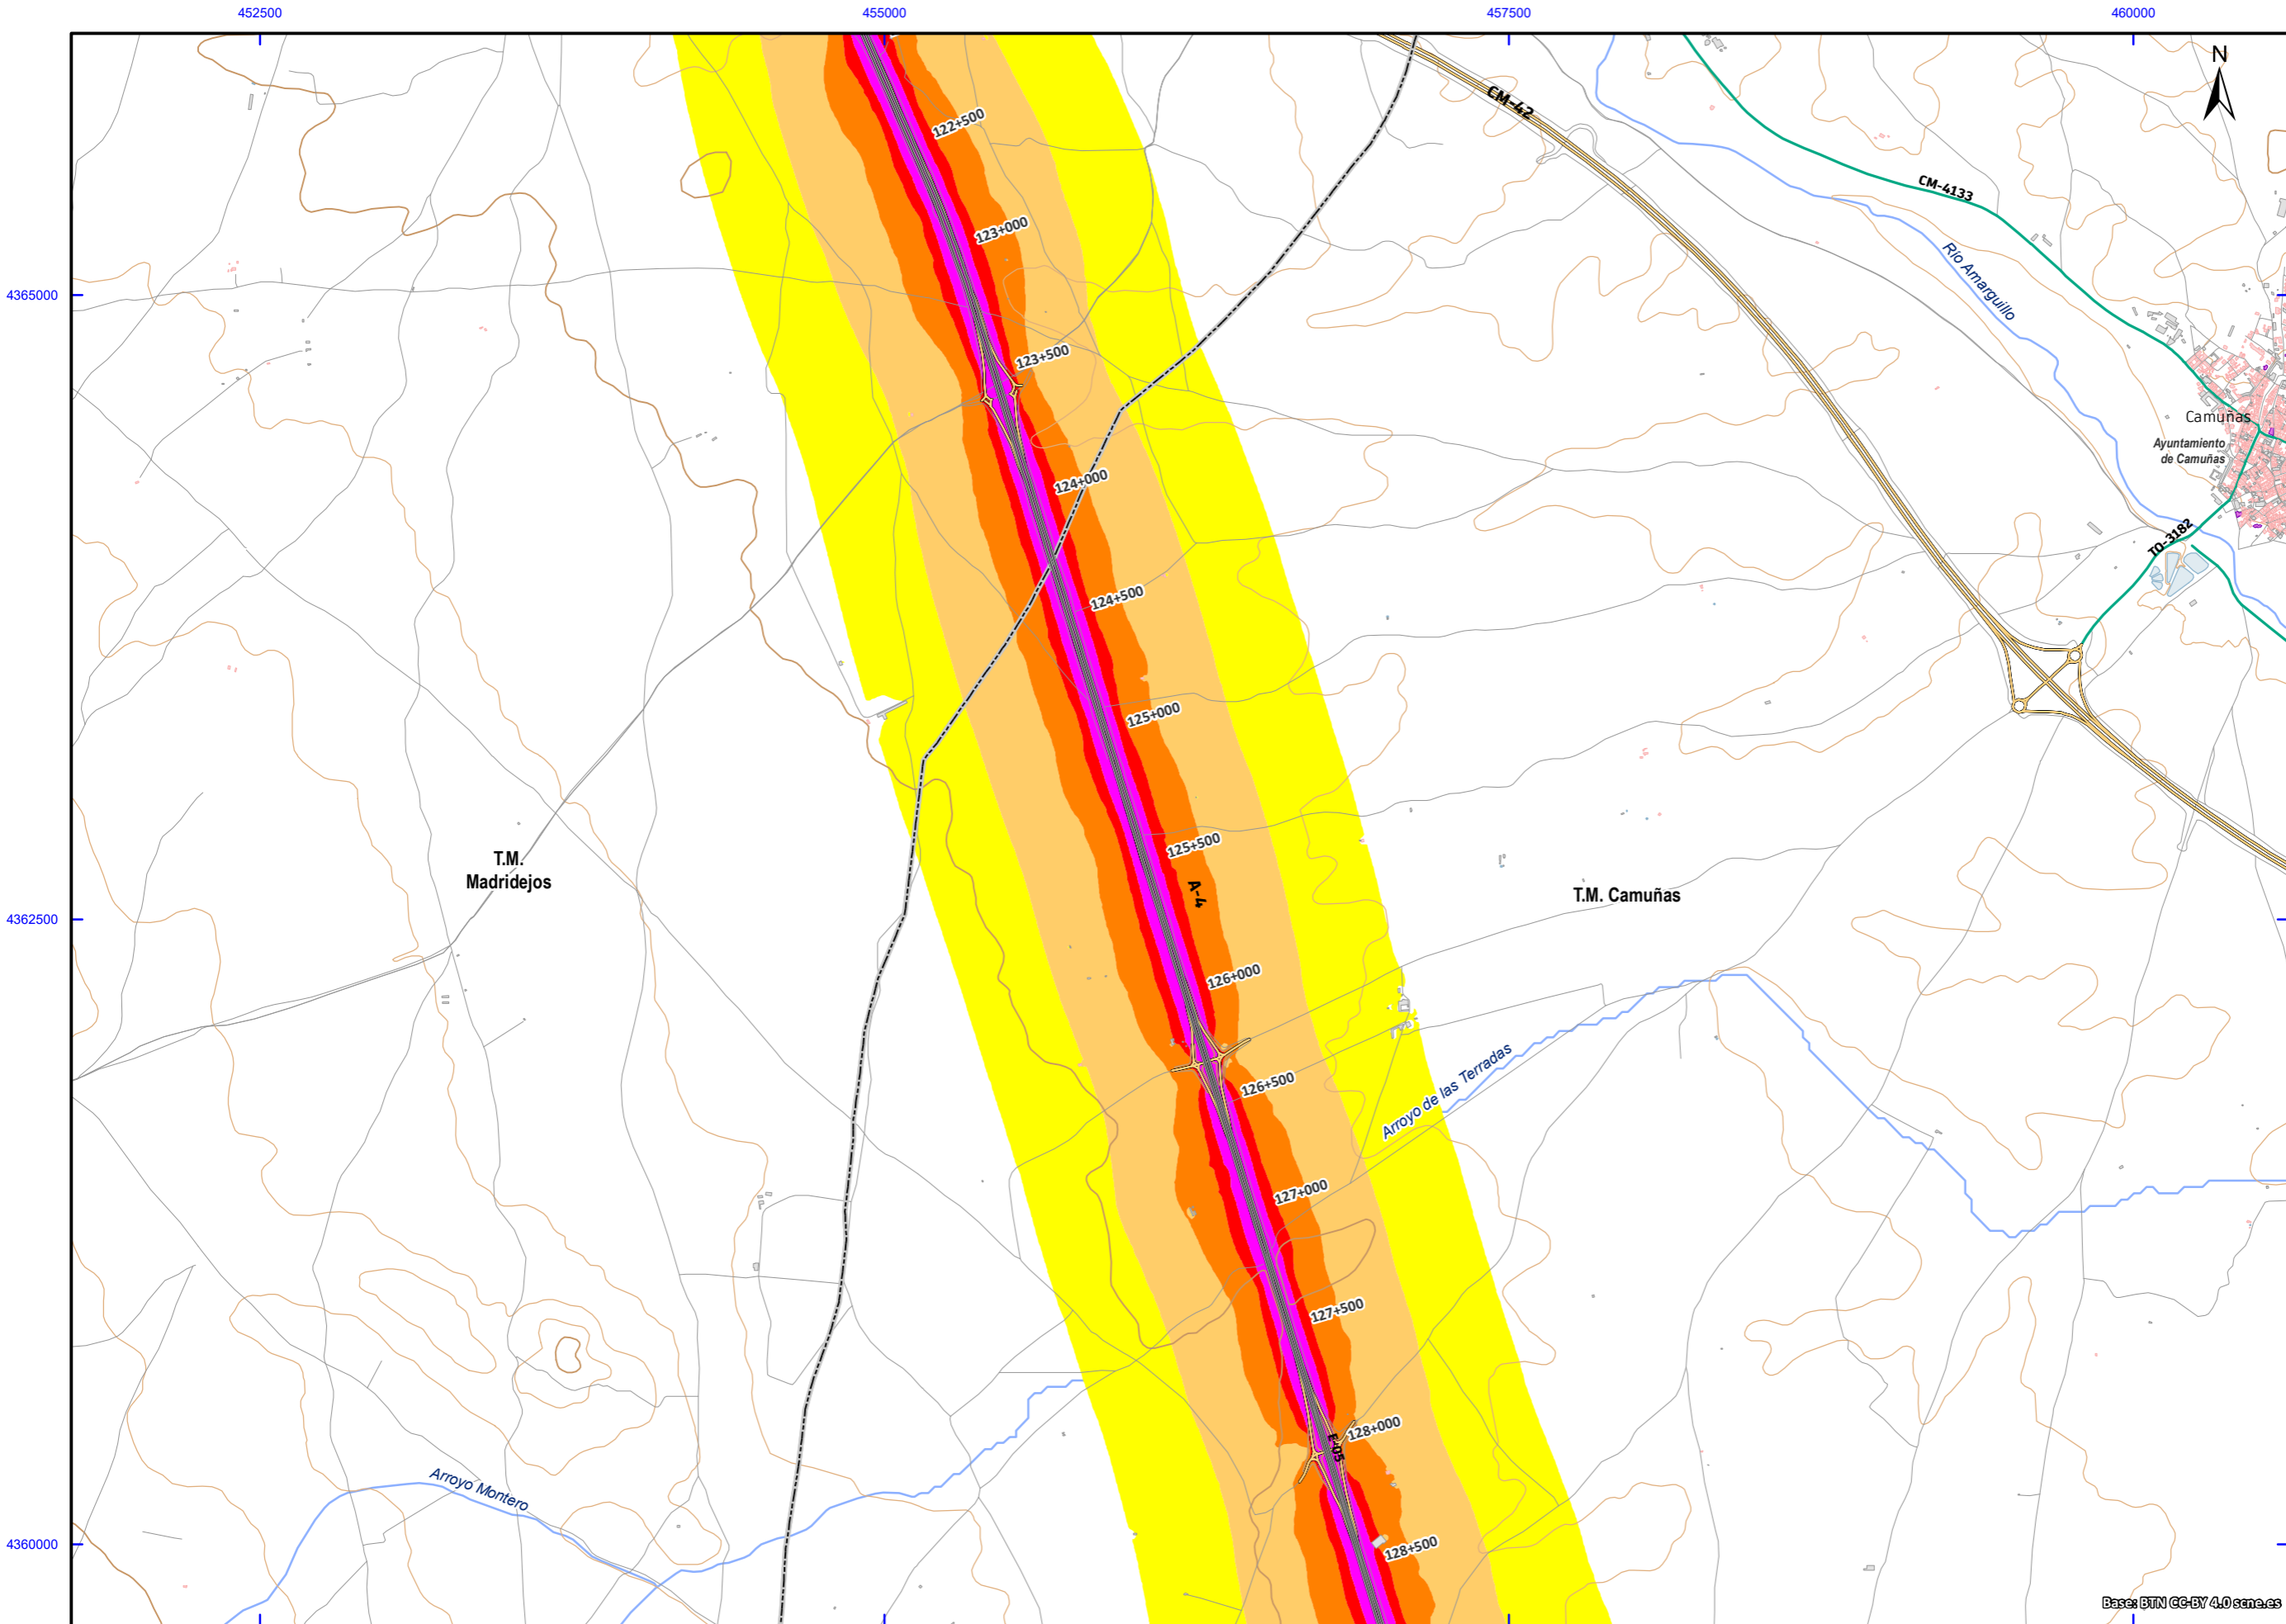 452500
455000
457500
460000
N
CM-42
122+500
CM-4133
123+000
Río Amarguillo
4365000
123+500
Camuñas
Ayuntamiento
de Camuñas
124+000
TO-3182
124+500
125+000
125+500
T.M.
Madridejos
A-4
T.M. Camuñas
4362500
126+000
126+500
Arroyo de las Terradas
127+000
127+500
128+000
E-05
Arroyo Montero
4360000
128+500
Base: BTN CC-BY 4.0 scne.es